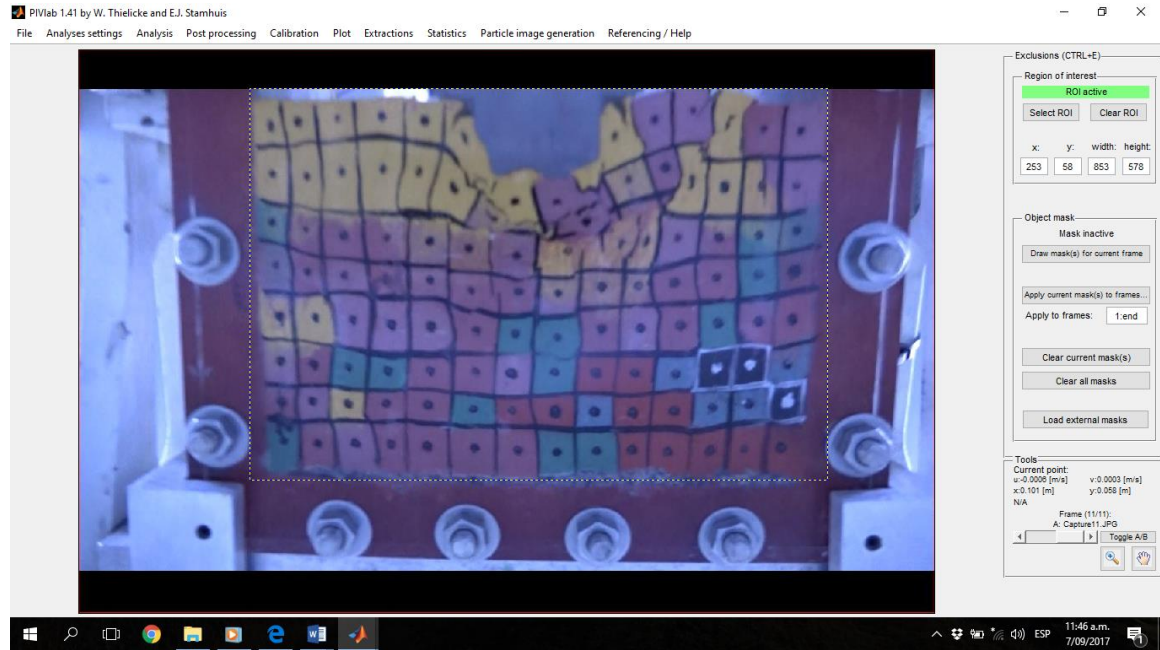 PIVlab 1.41 by W. Thielicke and E.J. Stamhuis
File Analyses settings Analysis Post processing Calibration Plot Extractions Statistics Particle image generation Referencing / Help
Exclusions (CTRL+E)
Region of interest
ROI active
Select ROI Clear ROI
x: y: width: height:
253 58 853 578
Object mask
Mask inactive
Draw mask(s) for current frame
Apply current mask(s) to frames...
Apply to frames: 1:end
Clear current mask(s)
Clear all masks
Load external masks
Tools
Current point:
u:-0.0006 [m/s] v:0.0003 [m/s]
x:0.101 [m] y:0.058 [m]
N/A
Frame (11/11):
A: Capture11.JPG
Toggle A/B
ESP
11:46 a.m.
7/09/2017
1